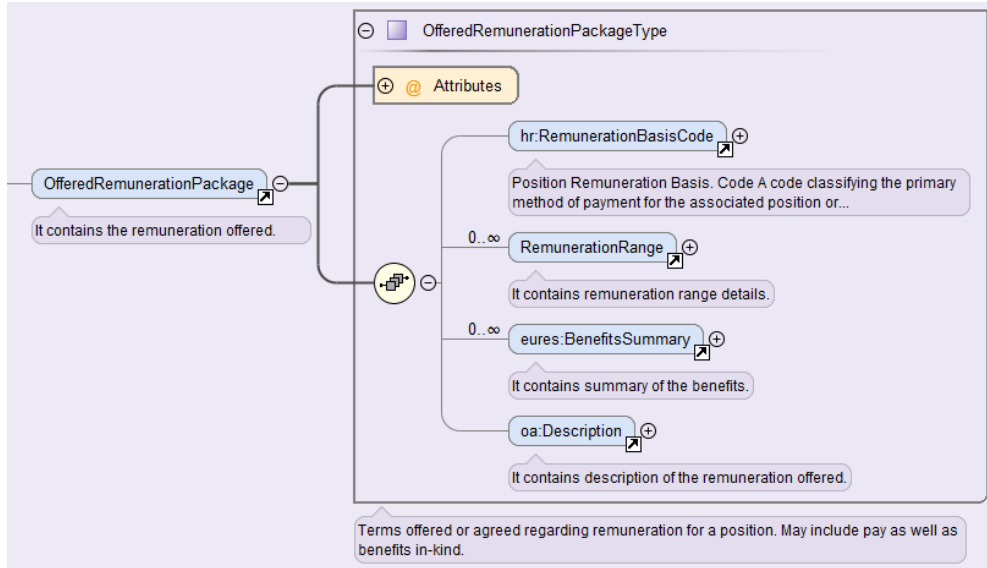 OfferedRemunerationPackageType
@ Attributes
hr:RemunerationBasisCode
Position Remuneration Basis. Code A code classifying the primary
method of payment for the associated position or...
OfferedRemunerationPackage
It contains the remuneration offered.
0..∞
RemunerationRange
It contains remuneration range details.
0..∞
eures:BenefitsSummary
It contains summary of the benefits.
oa:Description
It contains description of the remuneration offered.
Terms offered or agreed regarding remuneration for a position. May include pay as well as
benefits in-kind.